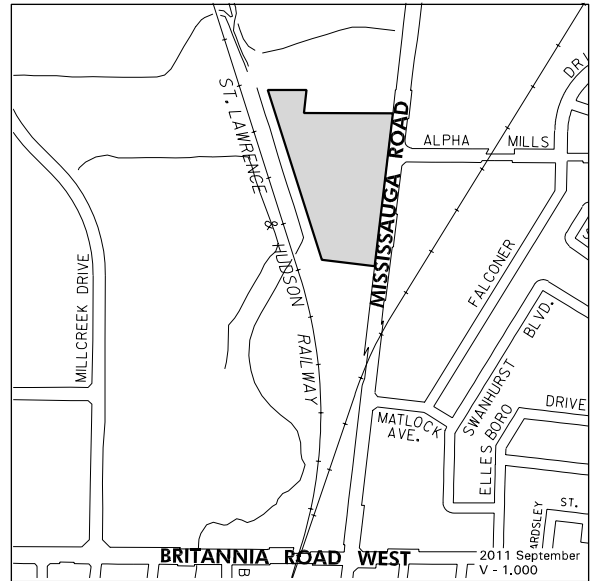 ST. LAWRENCE & HUDSON RAILWAY
MISSISSAUGA ROAD
ALPHA MILLS
MILLCREEK DRIVE
FALCONER
SWANHURST BLVD.
MATLOCK
AVE.
ELLESBORO DRIVE
ARDSLEY ST.
BRITANNIA ROAD WEST
2011 September
V - 1.000